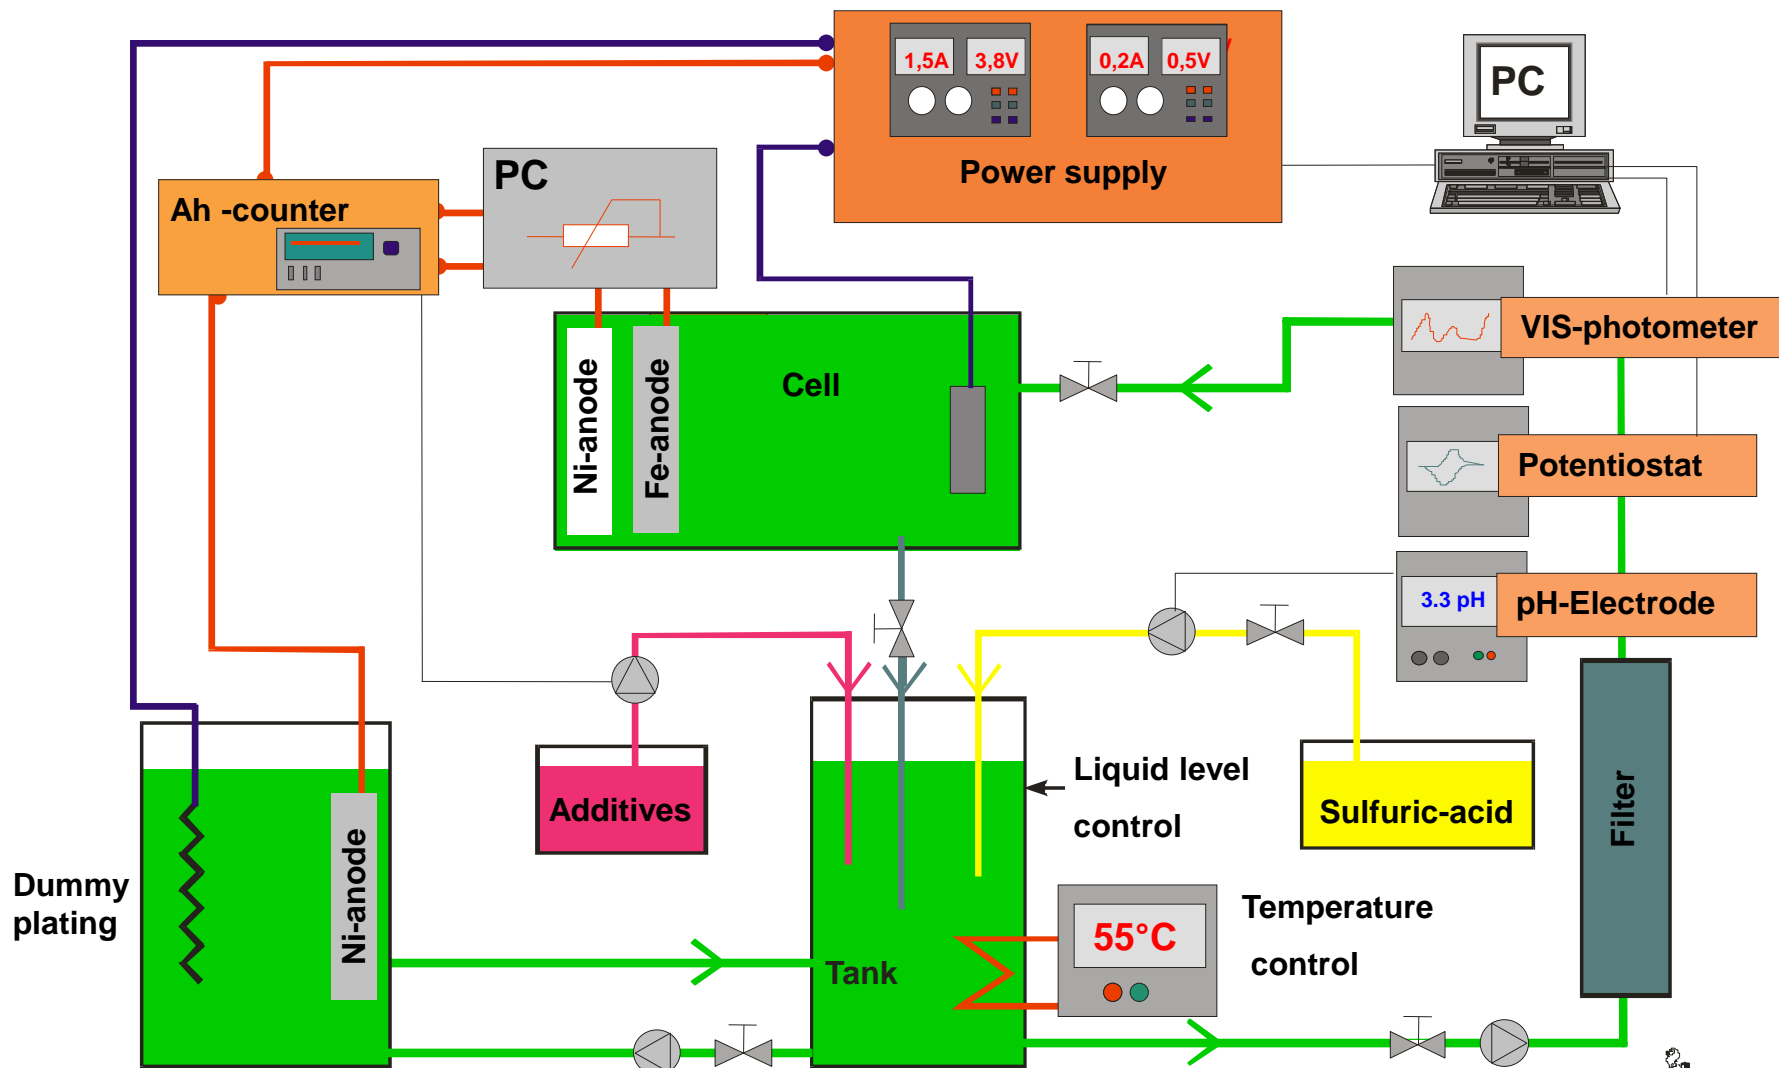 1,5A
3,8V
0,2A
0,5V
Power supply
PC
PC
Ah -counter
VIS-photometer
Cell
Ni-anode
Fe-anode
Potentiostat
3.3 pH
pH-Electrode
Liquid level
control
Additives
Sulfuric-acid
Filter
Dummy
plating
Ni-anode
Tank
55°C
Temperature
control